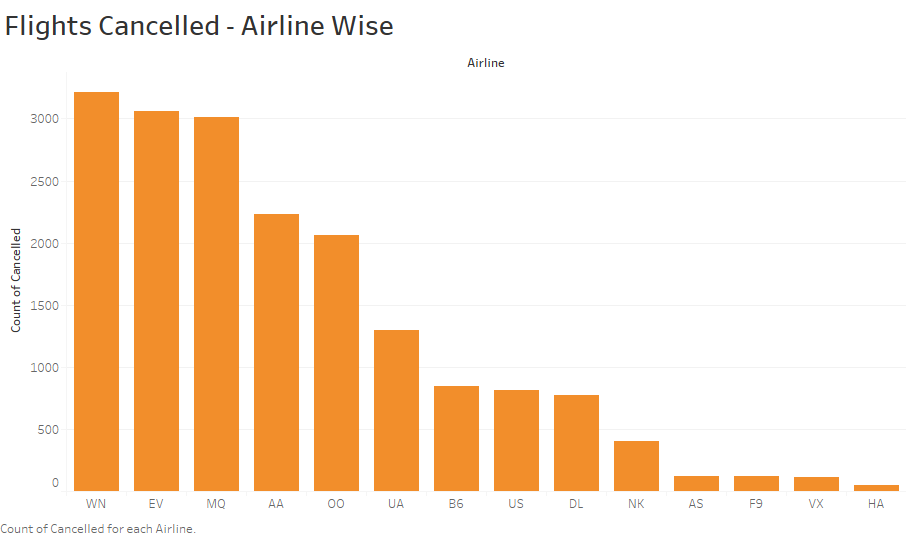 Flights Cancelled - Airline Wise
Airline
Count of Cancelled
3000
2500
2000
1500
1000
500
0
WN EV MQ AA OO UA B6 US DL NK AS F9 VX HA
Count of Cancelled for each Airline.